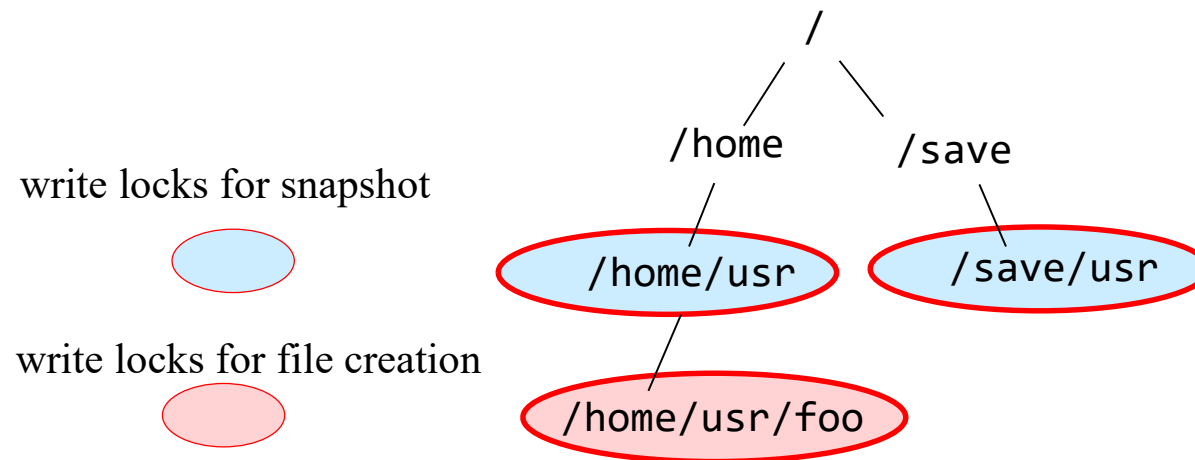 /
/home
/save
write locks for snapshot
/home/usr
/save/usr
write locks for file creation
/home/usr/foo